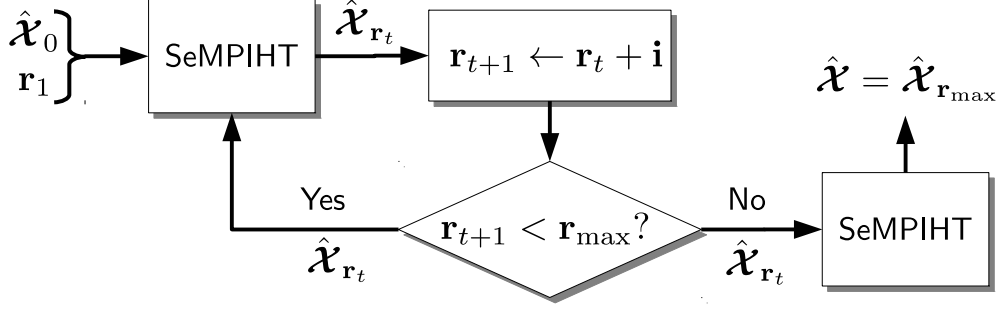 𝓧̂₀
r₁
SeMPIHT
𝓧̂_{r_t}
r_{t+1} ← r_t + i
r_{t+1} < r_max?
Yes
𝓧̂_{r_t}
No
𝓧̂_{r_t}
SeMPIHT
𝓧̂ = 𝓧̂_{r_max}